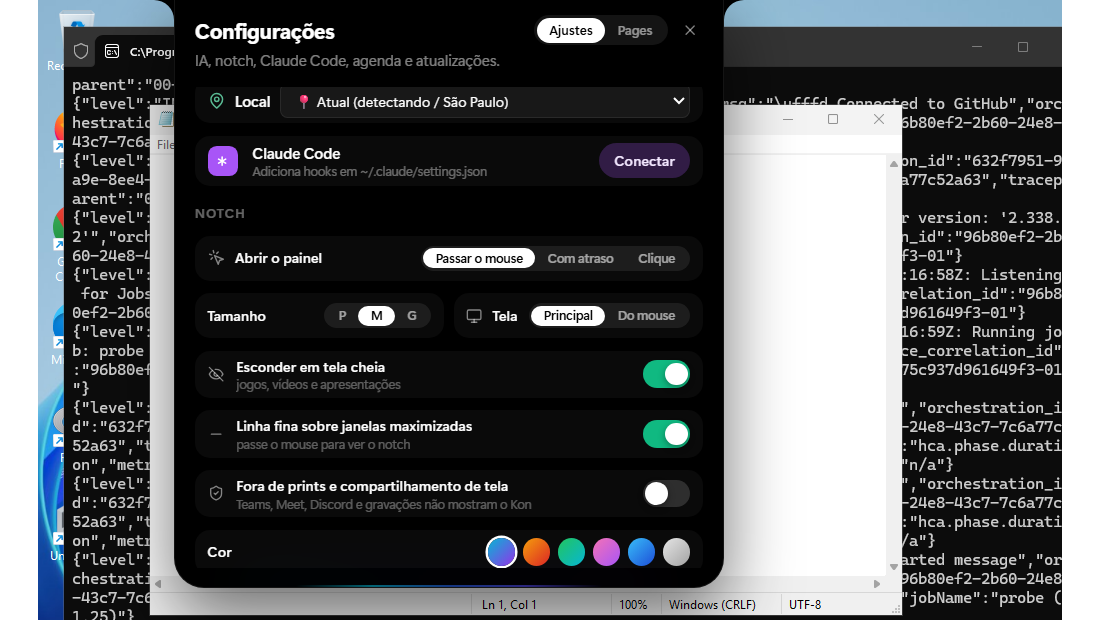 Configurações
Ajustes
Pages
IA, notch, Claude Code, agenda e atualizações.
Local
Atual (detectando / São Paulo)
Claude Code
Adiciona hooks em ~/.claude/settings.json
Conectar
NOTCH
Abrir o painel
Passar o mouse
Com atraso
Clique
Tamanho
P
M
G
Tela
Principal
Do mouse
Esconder em tela cheia
jogos, vídeos e apresentações
Linha fina sobre janelas maximizadas
passe o mouse para ver o notch
Fora de prints e compartilhamento de tela
Teams, Meet, Discord e gravações não mostram o Kon
Cor
File
Ln 1, Col 1
100%
Windows (CRLF)
UTF-8
C:\Progr
parent":"00-
{"level":"I
hestratio
43c7-7c6a
{"level":
a9e-8ee4-
arent":"0
{"level":
2'","orch
60-24e8-4
{"level":
for Jobs
0ef2-2b60
{"level":
b: probe
:"96b80ef
"}
{"level":
d":"632f7
52a63","t
on","metr
{"level":
d":"632f7
52a63","t
on","metr
{"level":
chestrati
-43c7-7c6
1.25)"}
msg":"\ufffd Connected to GitHub","orc
6b80ef2-2b60-24e8-
on_id":"632f7951-9
a77c52a63","tracep
r version: '2.338.
n_id":"96b80ef2-2b
f3-01"}
:16:58Z: Listening
relation_id":"96b8
d961649f3-01"}
16:59Z: Running jo
ce_correlation_id"
75c937d961649f3-01
","orchestration_i
-24e8-43c7-7c6a77c
"hca.phase.durati
"n/a"}
","orchestration_i
-24e8-43c7-7c6a77c
"hca.phase.durati
/a"}
arted message","or
96b80ef2-2b60-24e8
"jobName":"probe (